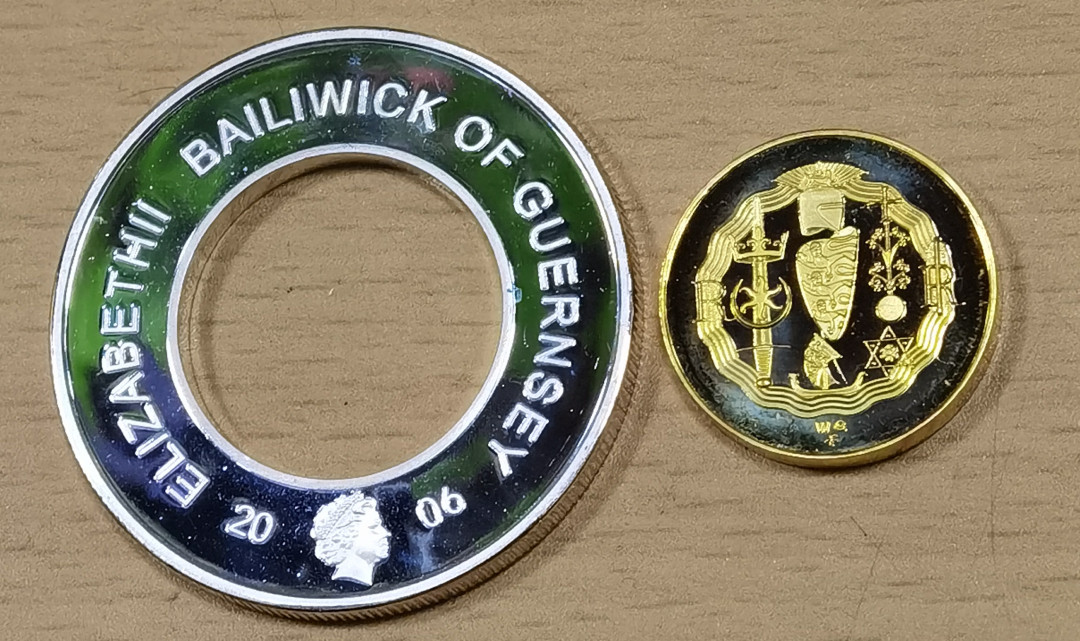 ELIZABETH II BAILIWICK OF GUERNSEY
20 06
R R